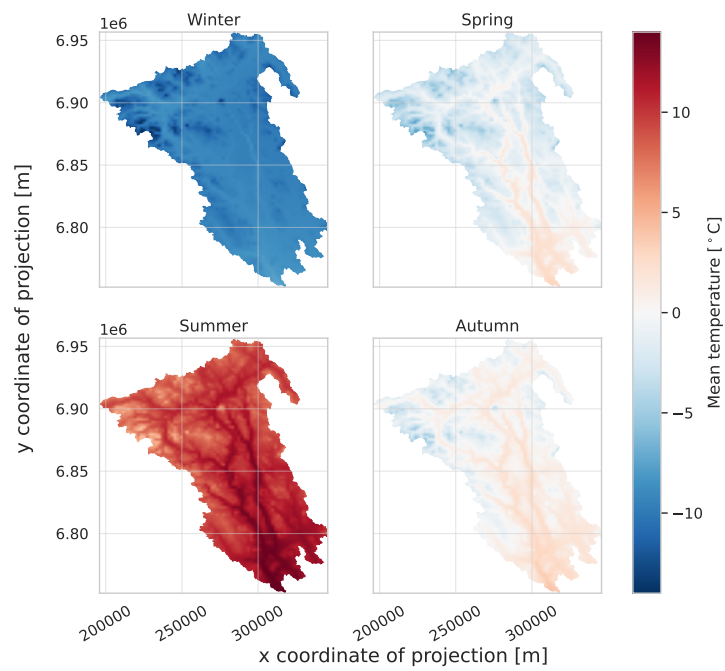 Winter
Spring
1e6
6.95
6.90
6.85
6.80
Summer
Autumn
1e6
6.95
6.90
6.85
6.80
200000
250000
300000
200000
250000
300000
x coordinate of projection [m]
y coordinate of projection [m]
10
5
0
−5
−10
Mean temperature [°C]